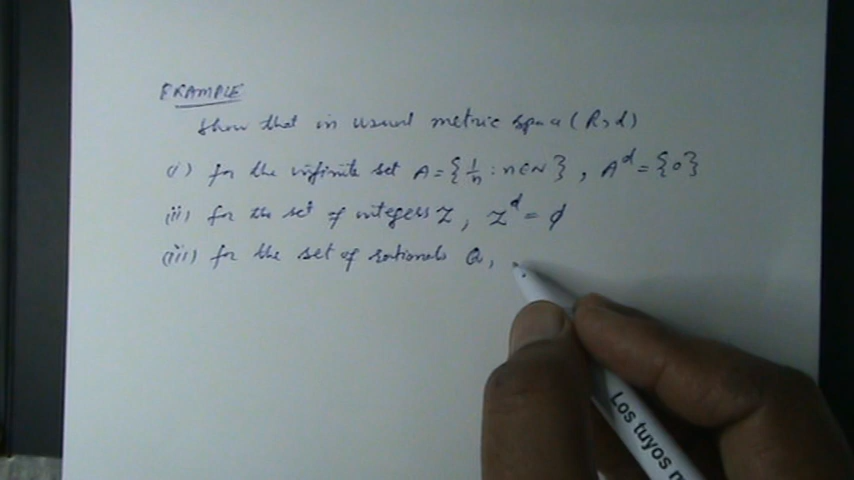 EXAMPLE
Show that in usual metric space (R, d)
(i) for the infinite set A = {1/n : n∈N}, A^d = {0}
(ii) for the set of integers Z, Z^d = φ
(iii) for the set of rationals Q,
Los tuyos